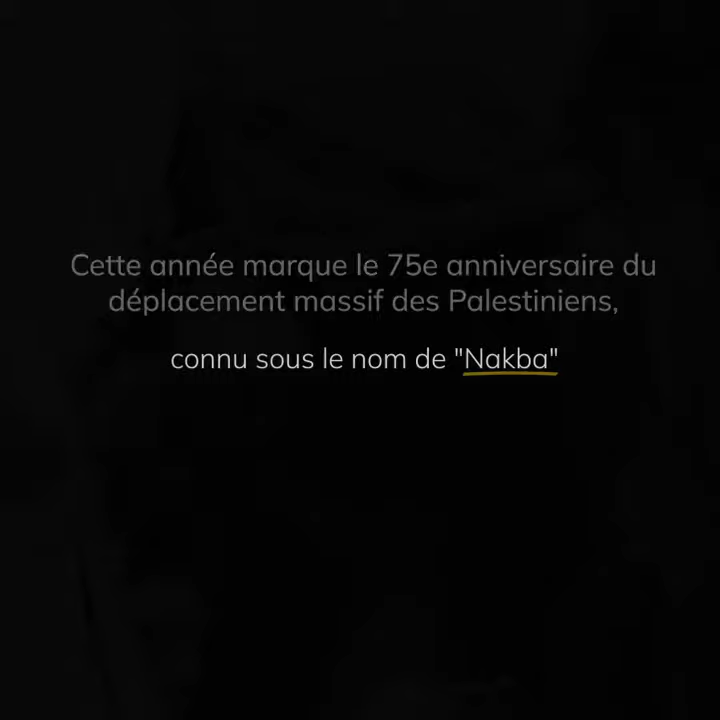 Cette année marque le 75e anniversaire du
déplacement massif des Palestiniens,
connu sous le nom de "Nakba"